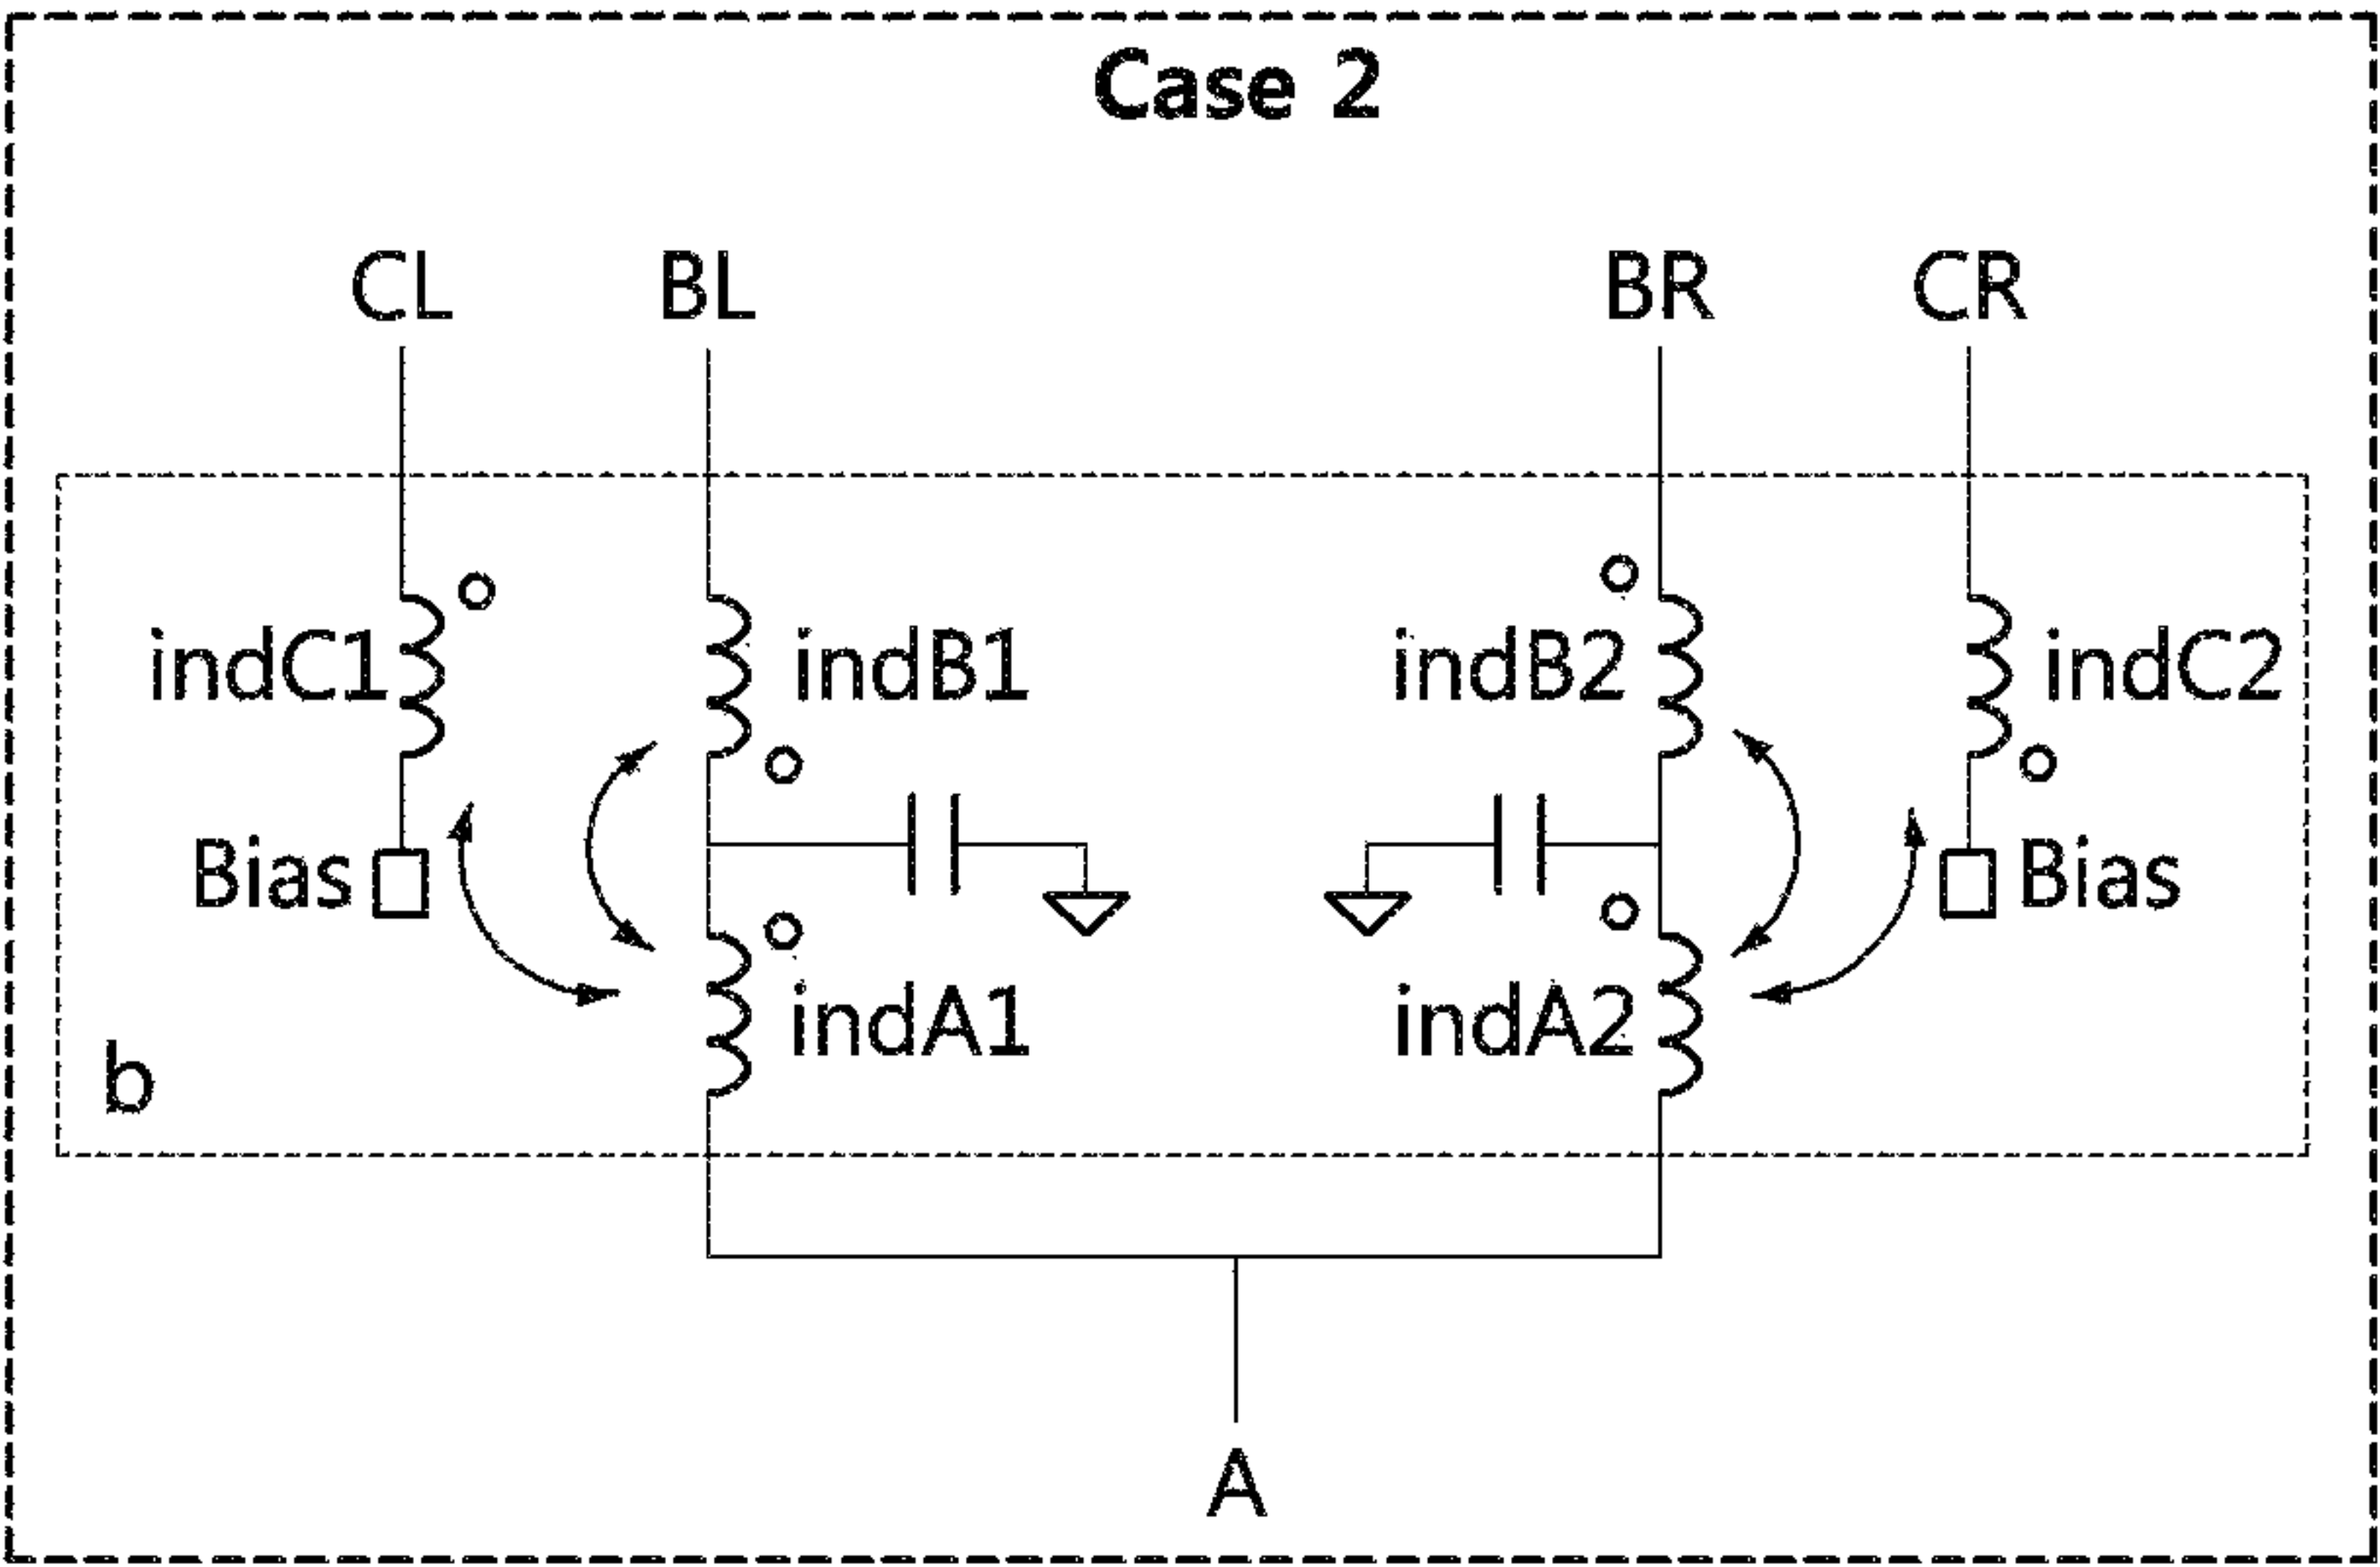 Case 2
CL BL BR CR
indC1 indB1 indB2 indC2
Bias Bias
indA1 indA2
b
A